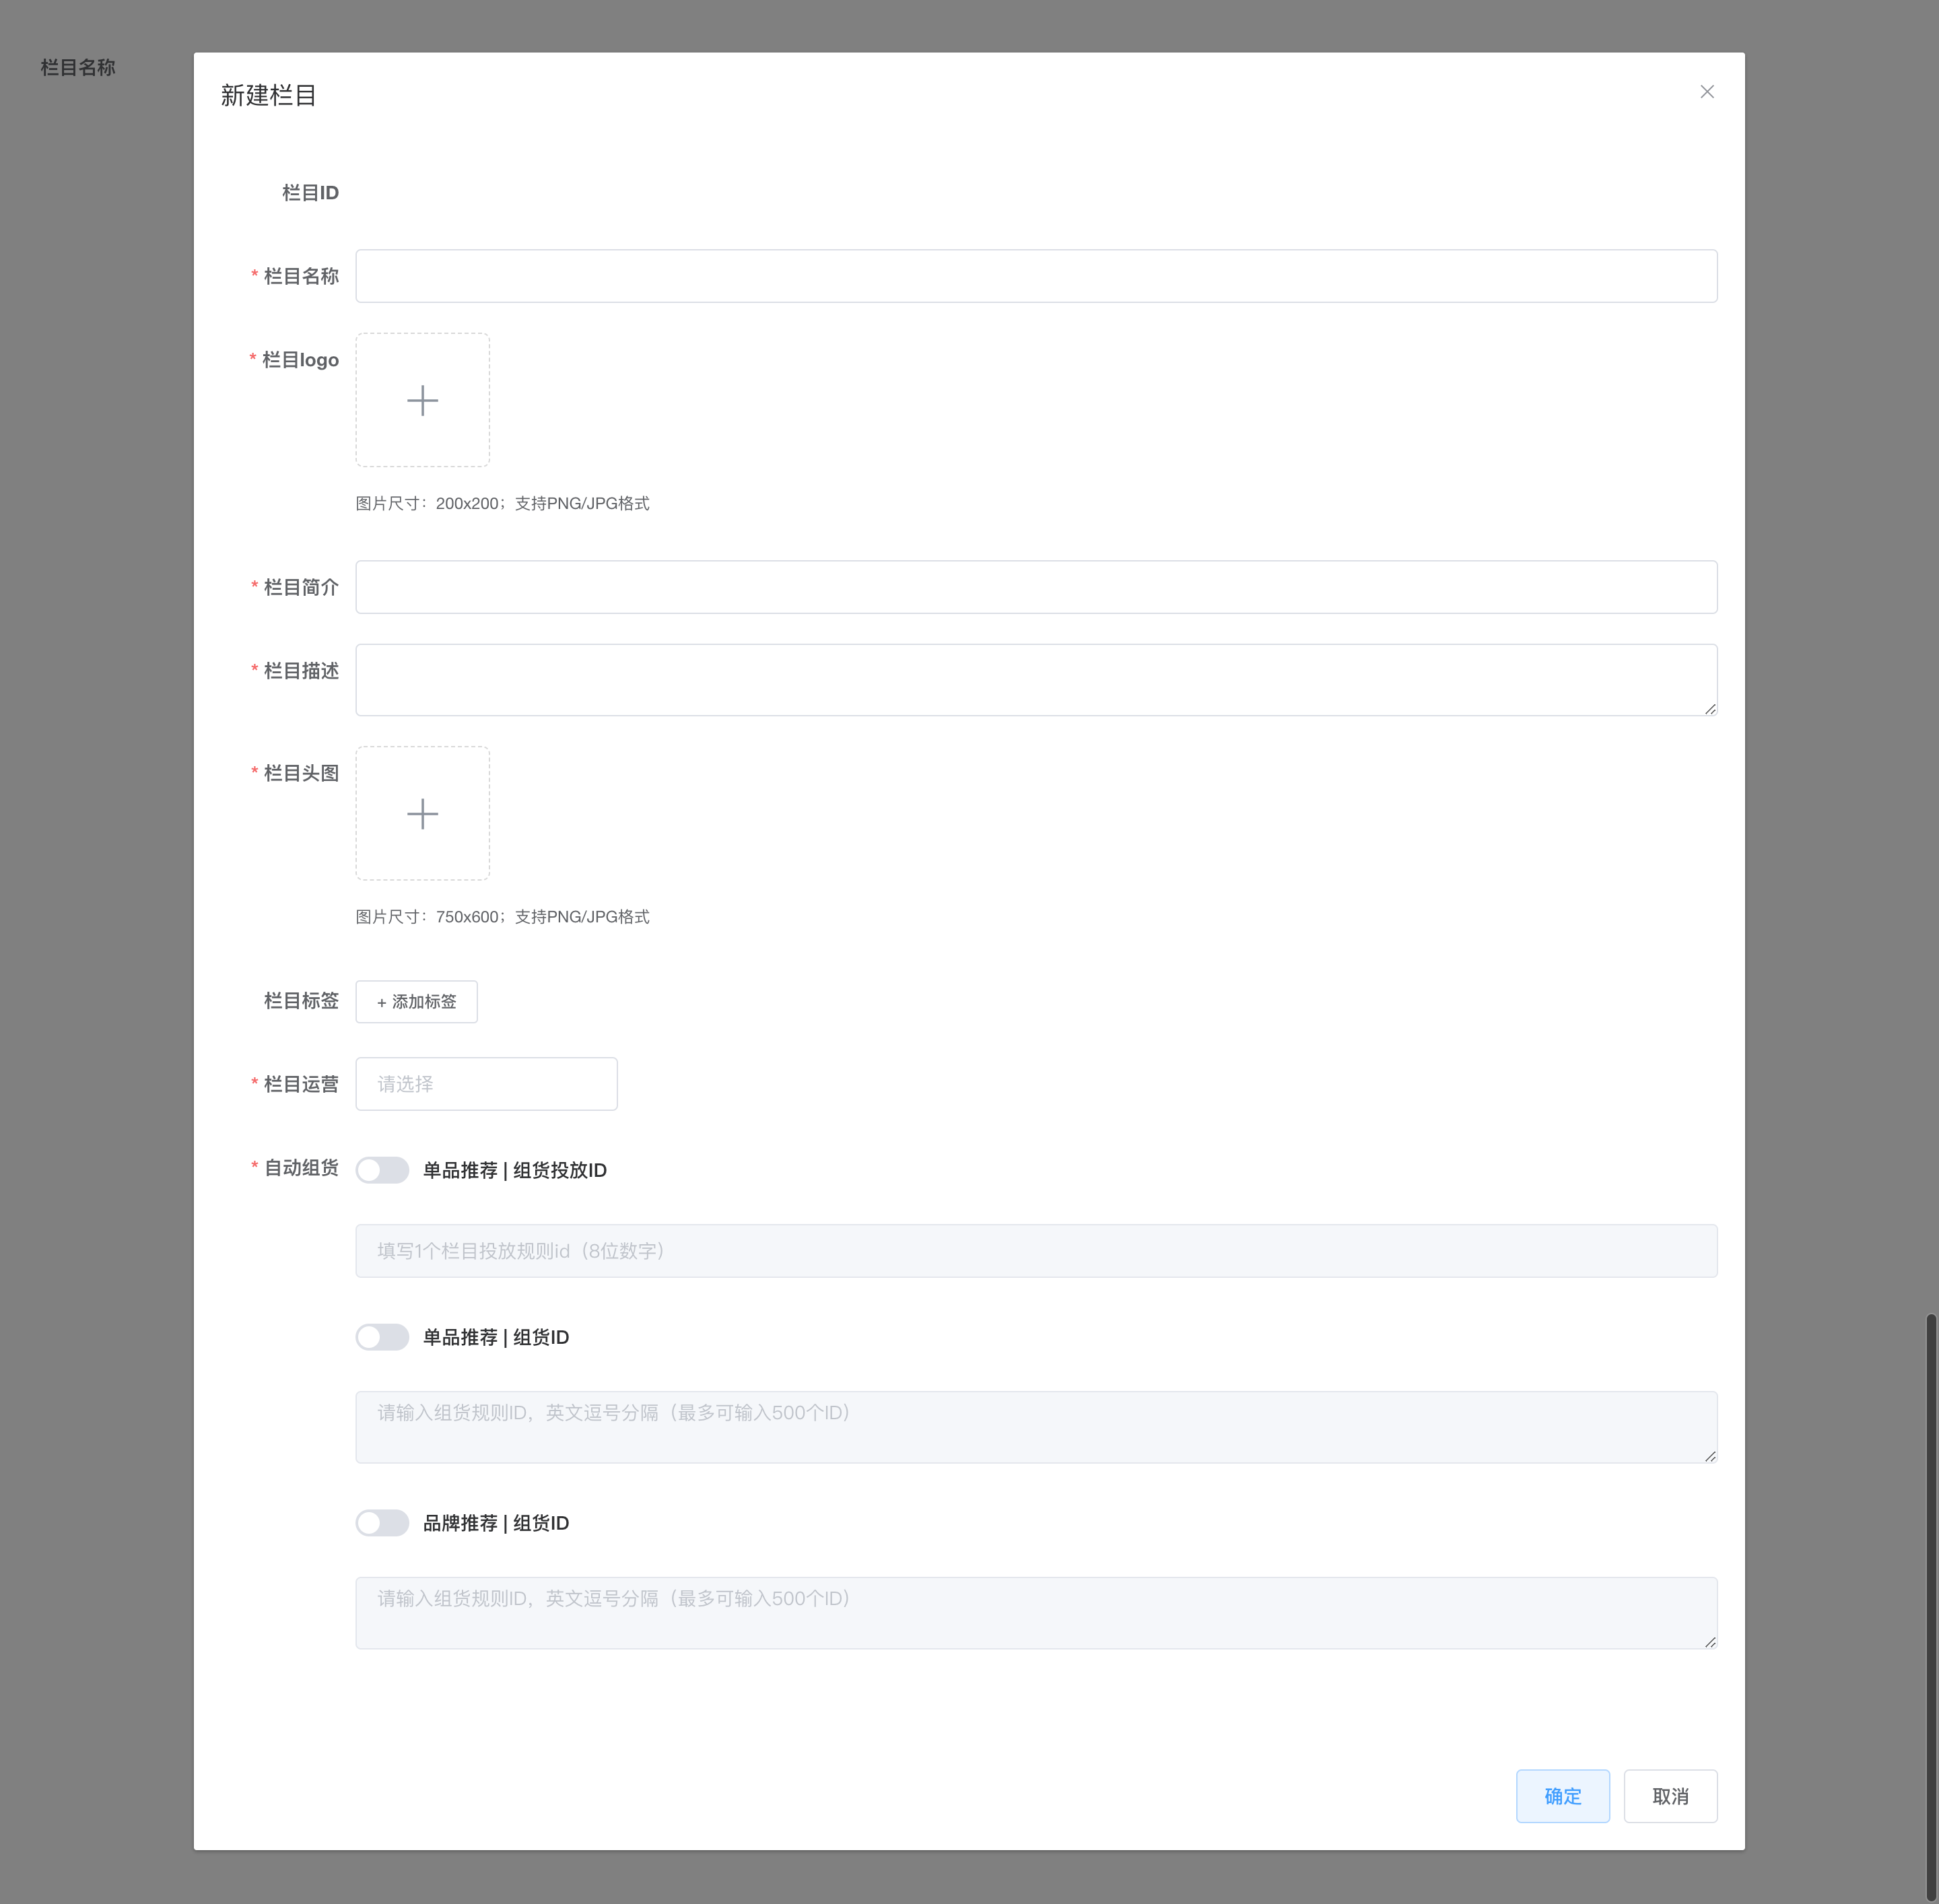 栏目名称
新建栏目
栏目ID
* 栏目名称
* 栏目logo
图片尺寸：200x200；支持PNG/JPG格式
* 栏目简介
* 栏目描述
* 栏目头图
图片尺寸：750x600；支持PNG/JPG格式
栏目标签 + 添加标签
* 栏目运营 请选择
* 自动组货 单品推荐 | 组货投放ID
填写1个栏目投放规则id（8位数字）
单品推荐 | 组货ID
请输入组货规则ID，英文逗号分隔（最多可输入500个ID）
品牌推荐 | 组货ID
请输入组货规则ID，英文逗号分隔（最多可输入500个ID）
确定 取消